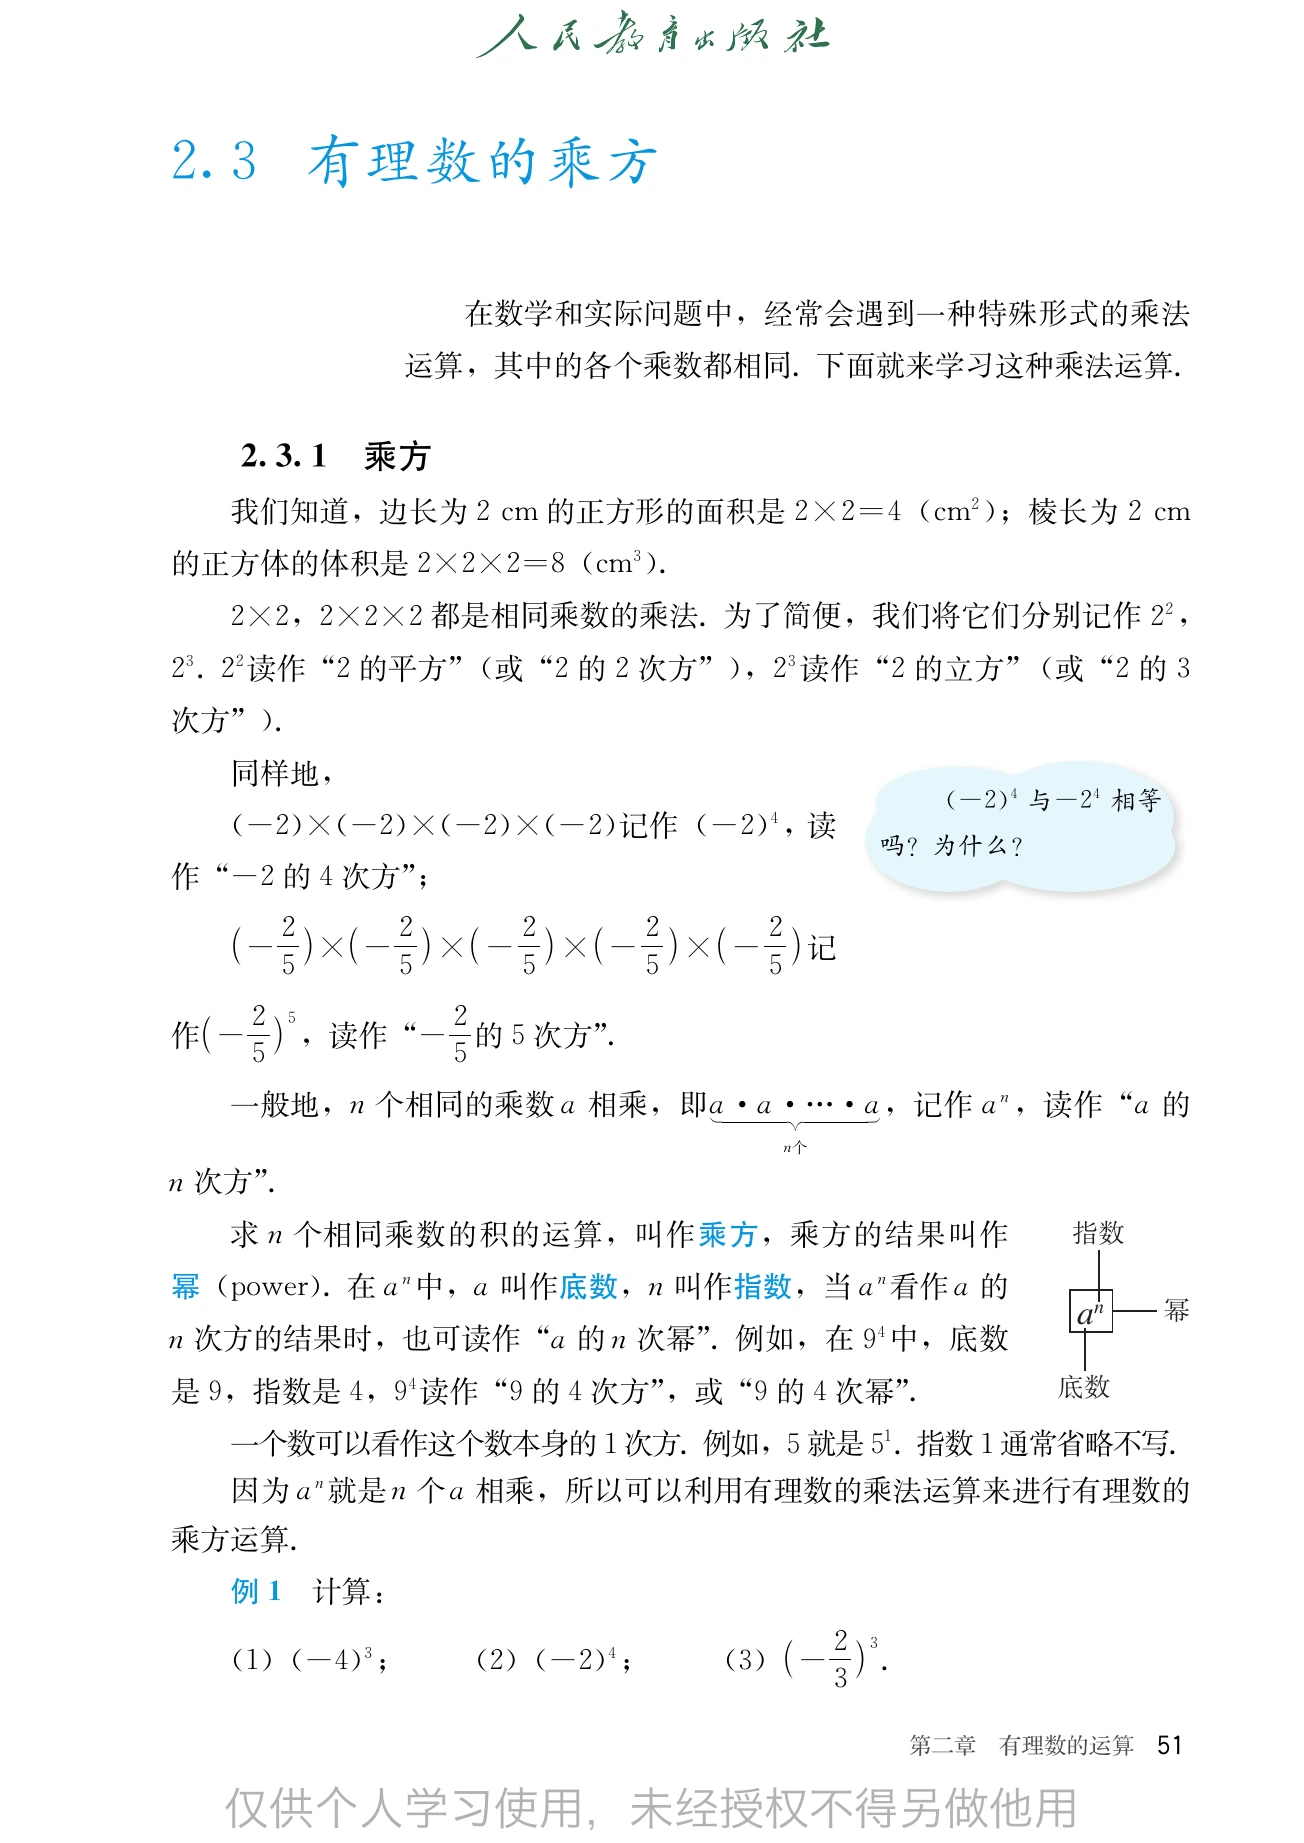 人民教育出版社
2.3 有理数的乘方
在数学和实际问题中，经常会遇到一种特殊形式的乘法
运算，其中的各个乘数都相同. 下面就来学习这种乘法运算.
2.3.1 乘方
我们知道，边长为 2 cm 的正方形的面积是 2×2=4（cm²）；棱长为 2 cm
的正方体的体积是 2×2×2=8（cm³）.
2×2，2×2×2 都是相同乘数的乘法. 为了简便，我们将它们分别记作 2²，
2³. 2²读作“2 的平方”（或“2 的 2 次方”），2³读作“2 的立方”（或“2 的 3
次方”）.
同样地，
(−2)×(−2)×(−2)×(−2)记作 (−2)⁴，读
作“−2 的 4 次方”；
(−2)⁴ 与−2⁴ 相等
吗？为什么？
(−2/5)×(−2/5)×(−2/5)×(−2/5)×(−2/5)记
作(−2/5)⁵，读作“−2/5的 5 次方”.
一般地，n 个相同的乘数 a 相乘，即a·a·…·a，记作 aⁿ，读作“a 的
n个
n 次方”.
求 n 个相同乘数的积的运算，叫作乘方，乘方的结果叫作
幂（power）. 在 aⁿ中，a 叫作底数，n 叫作指数，当 aⁿ看作 a 的
n 次方的结果时，也可读作“a 的 n 次幂”. 例如，在 9⁴中，底数
是 9，指数是 4，9⁴读作“9 的 4 次方”，或“9 的 4 次幂”.
指数
aⁿ 幂
底数
一个数可以看作这个数本身的 1 次方. 例如，5 就是 5¹. 指数 1 通常省略不写.
因为 aⁿ就是 n 个 a 相乘，所以可以利用有理数的乘法运算来进行有理数的
乘方运算.
例 1 计算：
（1）(−4)³； （2）(−2)⁴； （3）(−2/3)³.
第二章 有理数的运算 51
仅供个人学习使用，未经授权不得另做他用